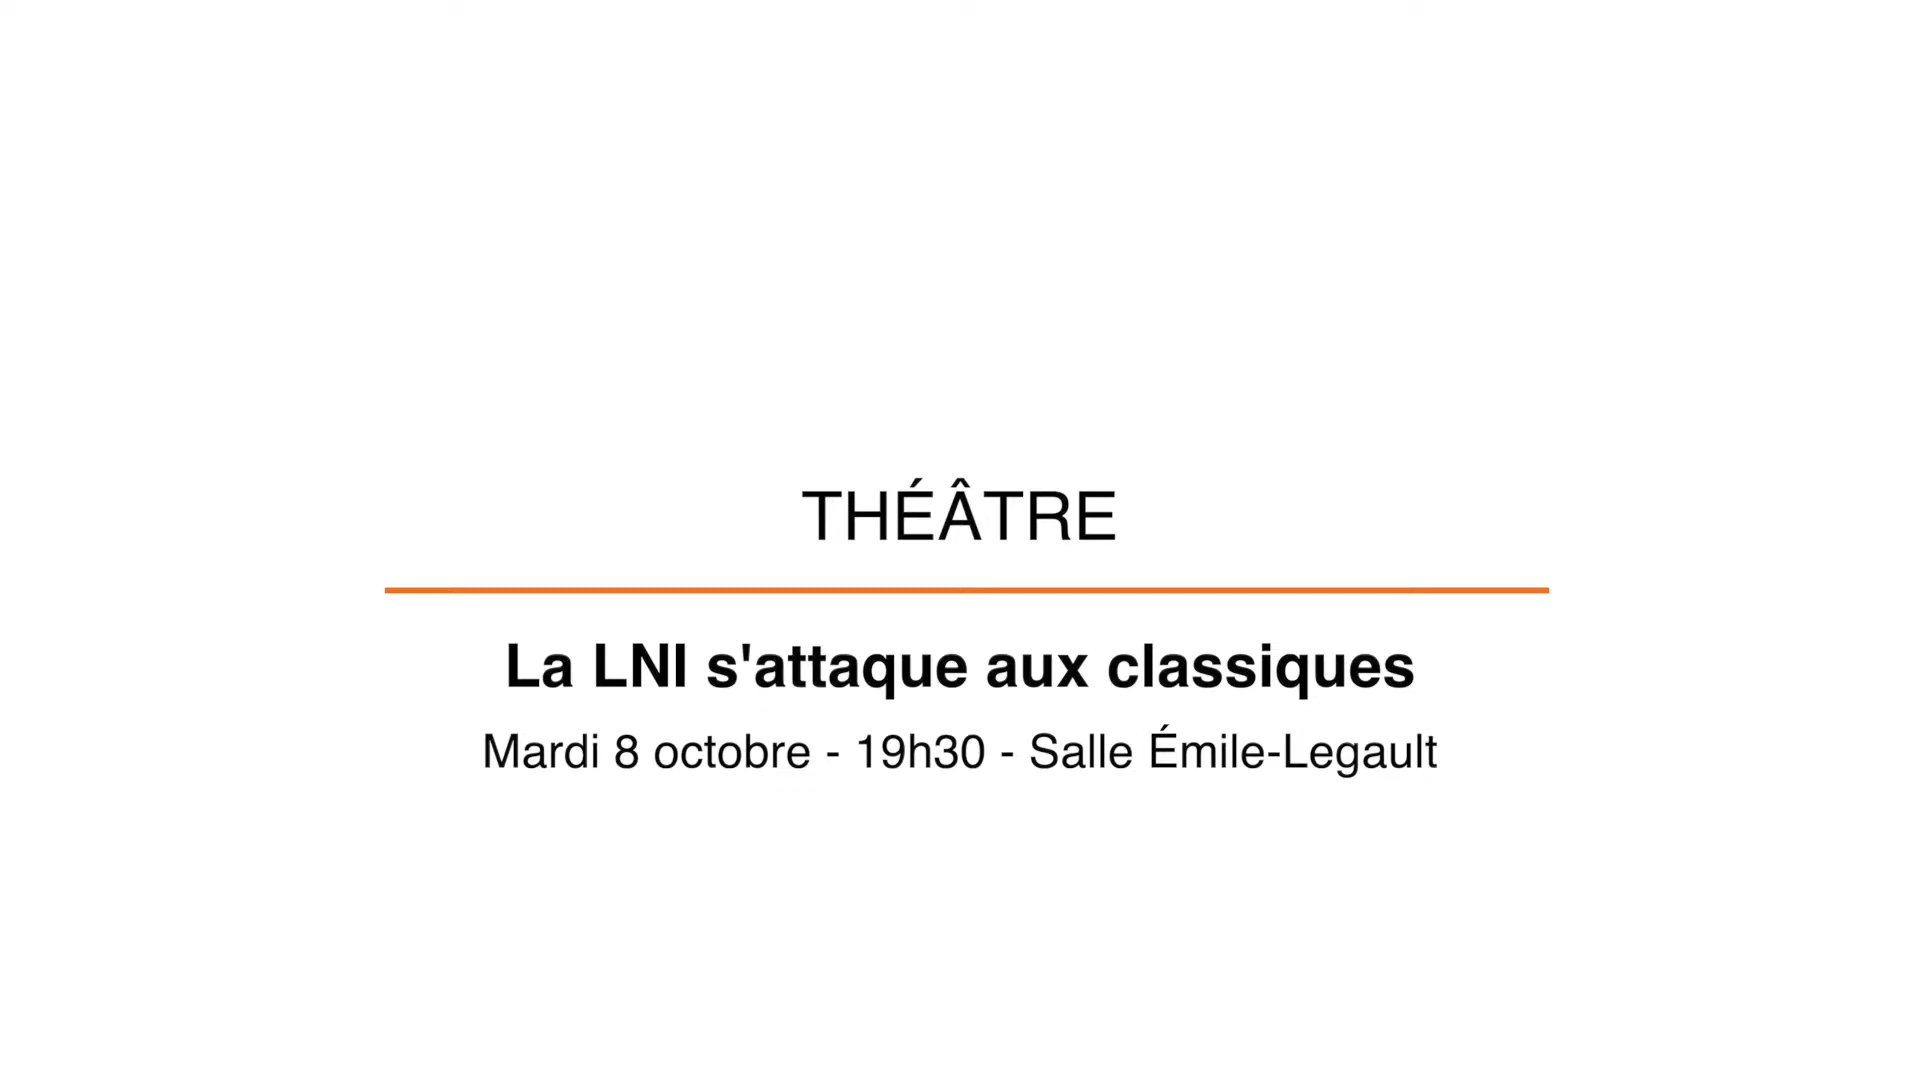 THÉÂTRE
La LNI s'attaque aux classiques
Mardi 8 octobre - 19h30 - Salle Émile-Legault